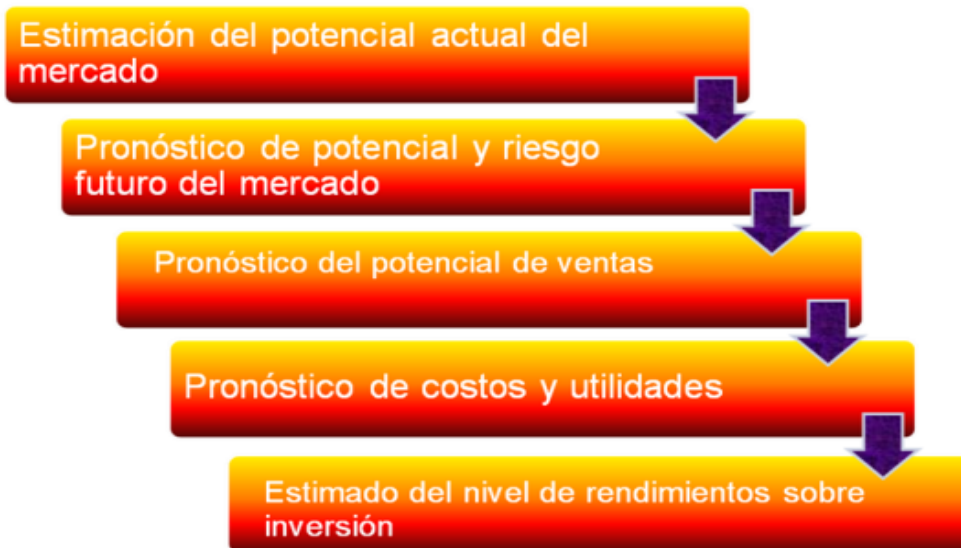 Estimación del potencial actual del
mercado
Pronóstico de potencial y riesgo
futuro del mercado
Pronóstico del potencial de ventas
Pronóstico de costos y utilidades
Estimado del nivel de rendimientos sobre
inversión